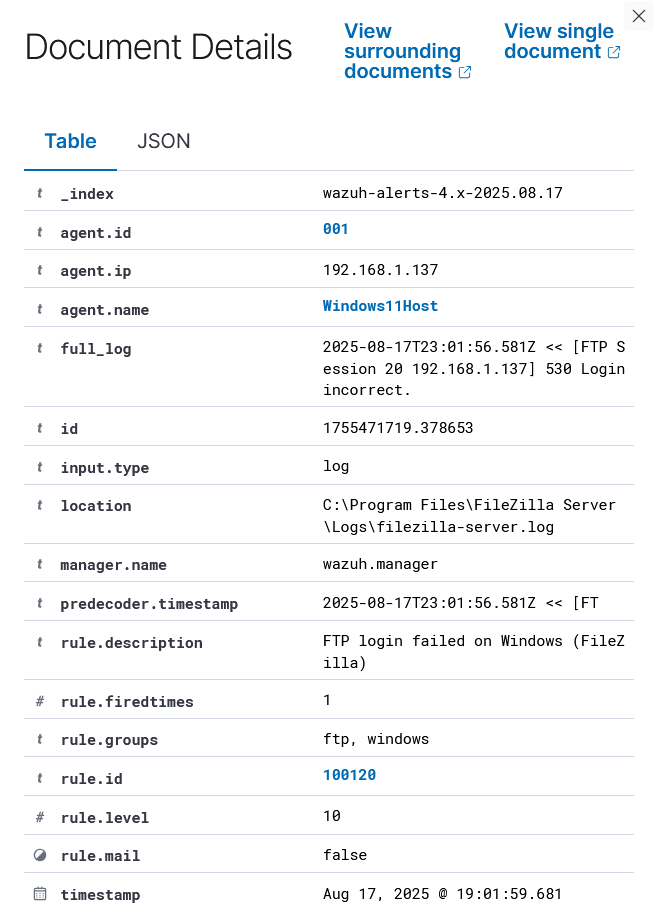 Document Details
View surrounding documents
View single document
Table
JSON
t _index wazuh-alerts-4.x-2025.08.17
t agent.id 001
t agent.ip 192.168.1.137
t agent.name Windows11Host
t full_log 2025-08-17T23:01:56.581Z << [FTP S
ession 20 192.168.1.137] 530 Login
incorrect.
t id 1755471719.378653
t input.type log
t location C:\Program Files\FileZilla Server
\Logs\filezilla-server.log
t manager.name wazuh.manager
t predecoder.timestamp 2025-08-17T23:01:56.581Z << [FT
t rule.description FTP login failed on Windows (FileZ
illa)
# rule.firedtimes 1
t rule.groups ftp, windows
t rule.id 100120
# rule.level 10
rule.mail false
timestamp Aug 17, 2025 @ 19:01:59.681